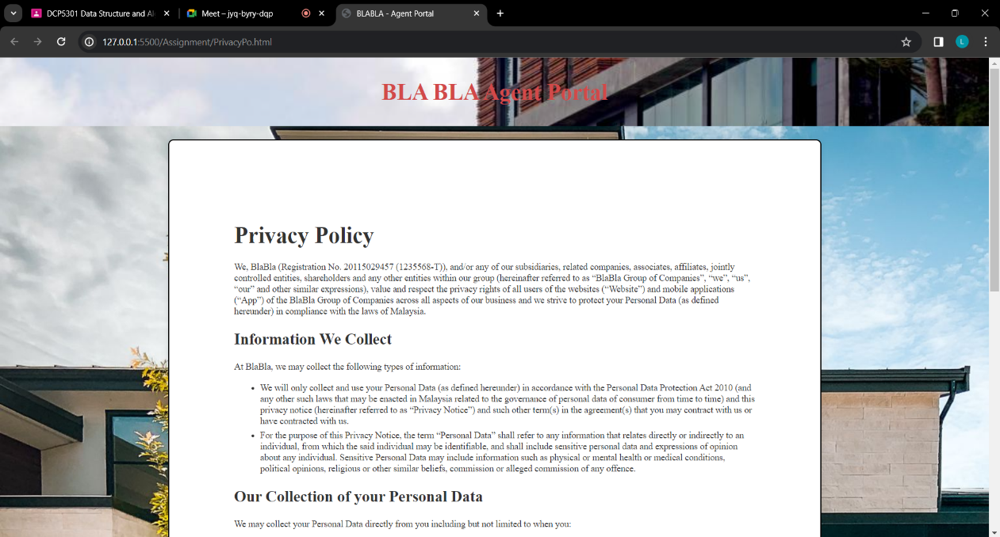 DCP5301 Data Structure and Al
Meet – jyq-byry-dqp
BLABLA - Agent Portal
127.0.0.1:5500/Assignment/PrivacyPo.html
L
BLA BLA Agent Portal
Privacy Policy
We, BlaBla (Registration No. 20115029457 (1235568-T)), and/or any of our subsidiaries, related companies, associates, affiliates, jointly
controlled entities, shareholders and any other entities within our group (hereinafter referred to as “BlaBla Group of Companies”, “we”, “us”,
“our” and other similar expressions), value and respect the privacy rights of all users of the websites (“Website”) and mobile applications
(“App”) of the BlaBla Group of Companies across all aspects of our business and we strive to protect your Personal Data (as defined
hereunder) in compliance with the laws of Malaysia.
Information We Collect
At BlaBla, we may collect the following types of information:
• We will only collect and use your Personal Data (as defined hereunder) in accordance with the Personal Data Protection Act 2010 (and
any other such laws that may be enacted in Malaysia related to the governance of personal data of consumer from time to time) and this
privacy notice (hereinafter referred to as “Privacy Notice”) and such other term(s) in the agreement(s) that you may contract with us or
have contracted with us.
• For the purpose of this Privacy Notice, the term “Personal Data” shall refer to any information that relates directly or indirectly to an
individual, from which the said individual may be identifiable, and shall include sensitive personal data and expressions of opinion
about any individual. Sensitive Personal Data may include information such as physical or mental health or medical conditions,
political opinions, religious or other similar beliefs, commission or alleged commission of any offence.
Our Collection of your Personal Data
We may collect your Personal Data directly from you including but not limited to when you: